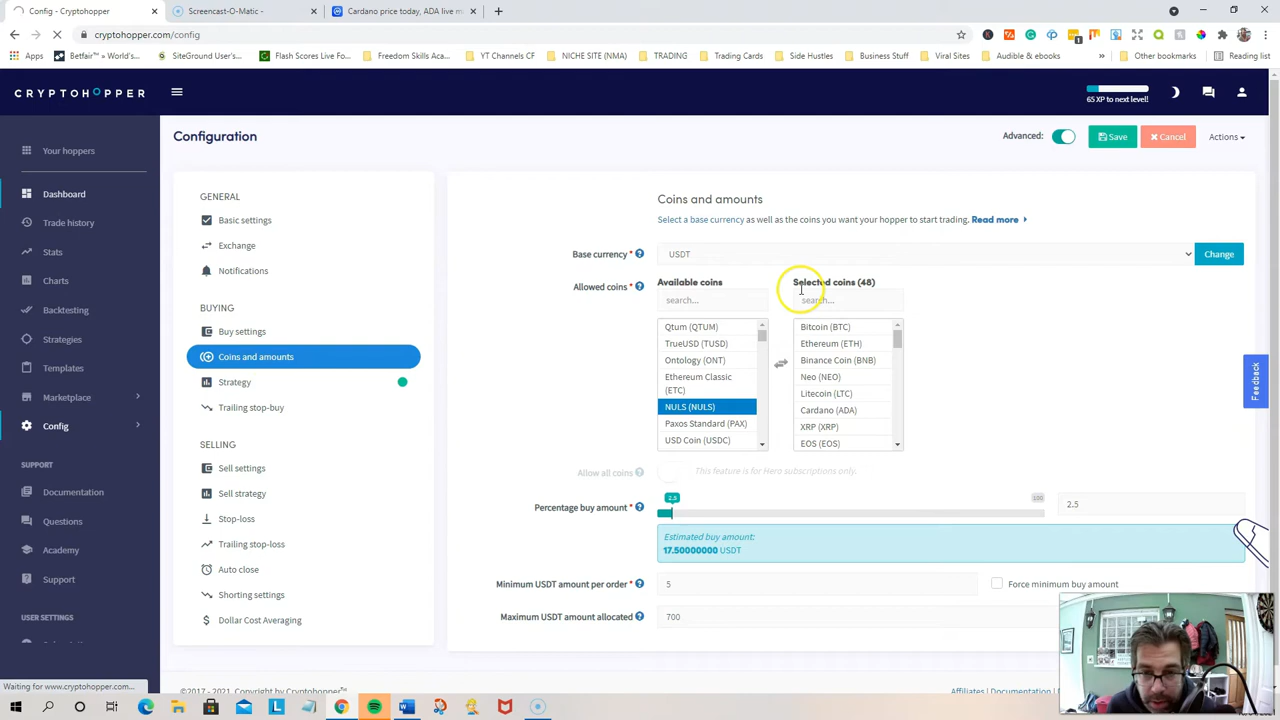 Config - Cryptohopper
Screencast-O-Matic -
Cardano price today, ADA live m
cryptohopper.com/config
Apps
Betfair™ » World's...
SiteGround User's...
Flash Scores Live Fo...
Freedom Skills Aca...
YT Channels CF
NICHE SITE (NMA)
TRADING
Trading Cards
Side Hustles
Business Stuff
Viral Sites
Audible & ebooks
»
Other bookmarks
Reading list
CRYPTOHOPPER
65 XP to next level!
Your hoppers
Dashboard
Trade history
Stats
Charts
Backtesting
Strategies
Templates
Marketplace
Config
SUPPORT
Documentation
Questions
Academy
Support
USER SETTINGS
Configuration
Advanced:
Save
Cancel
Actions
GENERAL
Basic settings
Exchange
Notifications
BUYING
Buy settings
Coins and amounts
Strategy
Trailing stop-buy
SELLING
Sell settings
Sell strategy
Stop-loss
Trailing stop-loss
Auto close
Shorting settings
Dollar Cost Averaging
Coins and amounts
Select a base currency as well as the coins you want your hopper to start trading. Read more
Base currency *
USDT
Change
Allowed coins *
Available coins
search...
Qtum (QTUM)
TrueUSD (TUSD)
Ontology (ONT)
Ethereum Classic
(ETC)
NULS (NULS)
Paxos Standard (PAX)
USD Coin (USDC)
Selected coins (48)
search...
Bitcoin (BTC)
Ethereum (ETH)
Binance Coin (BNB)
Neo (NEO)
Litecoin (LTC)
Cardano (ADA)
XRP (XRP)
EOS (EOS)
Allow all coins
This feature is for Hero subscriptions only.
Percentage buy amount *
2.5
100
2.5
Estimated buy amount:
17.50000000 USDT
Minimum USDT amount per order *
5
Force minimum buy amount
Maximum USDT amount allocated
700
Feedback
©2017 - 2021. Copyright by Cryptohopper™
Affiliates | Documentation |
Waiting for www.cryptohopper.com...